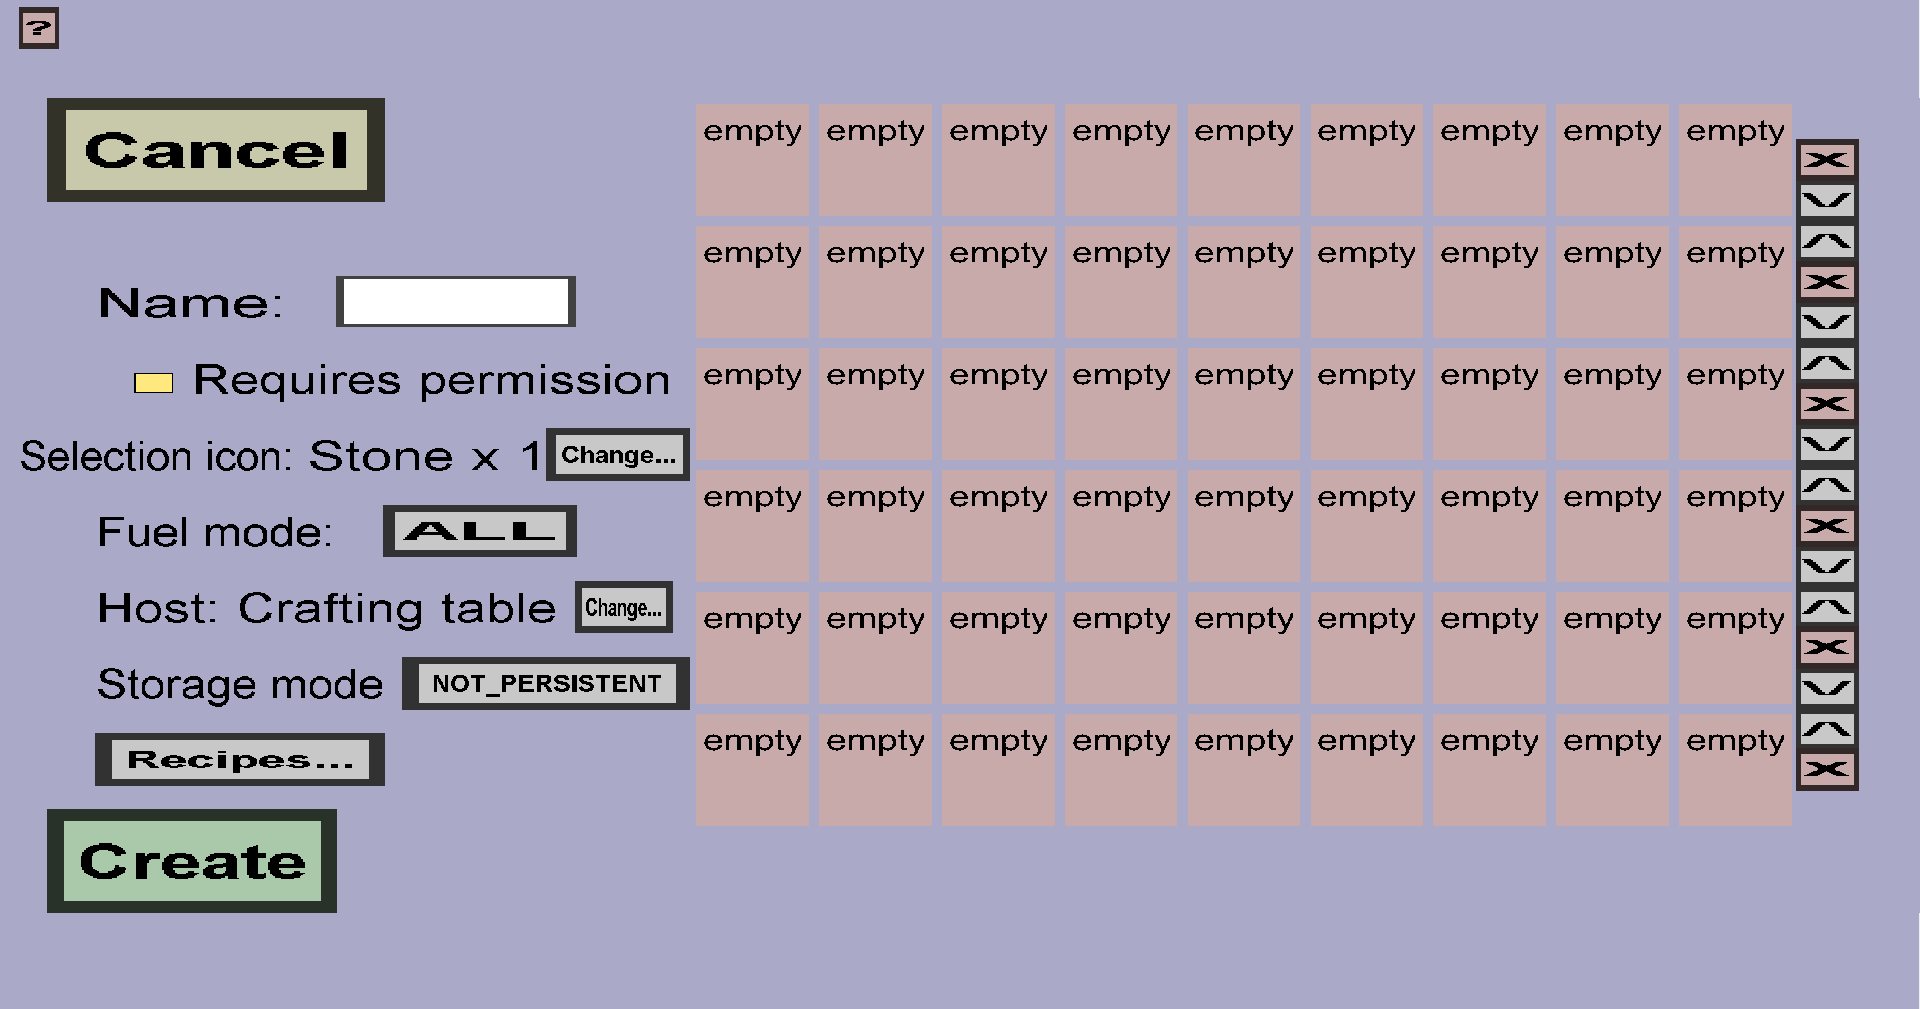 ?
Cancel
Name:
Requires permission
Selection icon: Stone x 1 Change...
Fuel mode: ALL
Host: Crafting table Change...
Storage mode NOT_PERSISTENT
Recipes...
Create
empty empty empty empty empty empty empty empty empty
X
V
empty empty empty empty empty empty empty empty empty
Λ
X
V
empty empty empty empty empty empty empty empty empty
Λ
X
V
empty empty empty empty empty empty empty empty empty
Λ
X
V
empty empty empty empty empty empty empty empty empty
Λ
X
V
empty empty empty empty empty empty empty empty empty
Λ
X